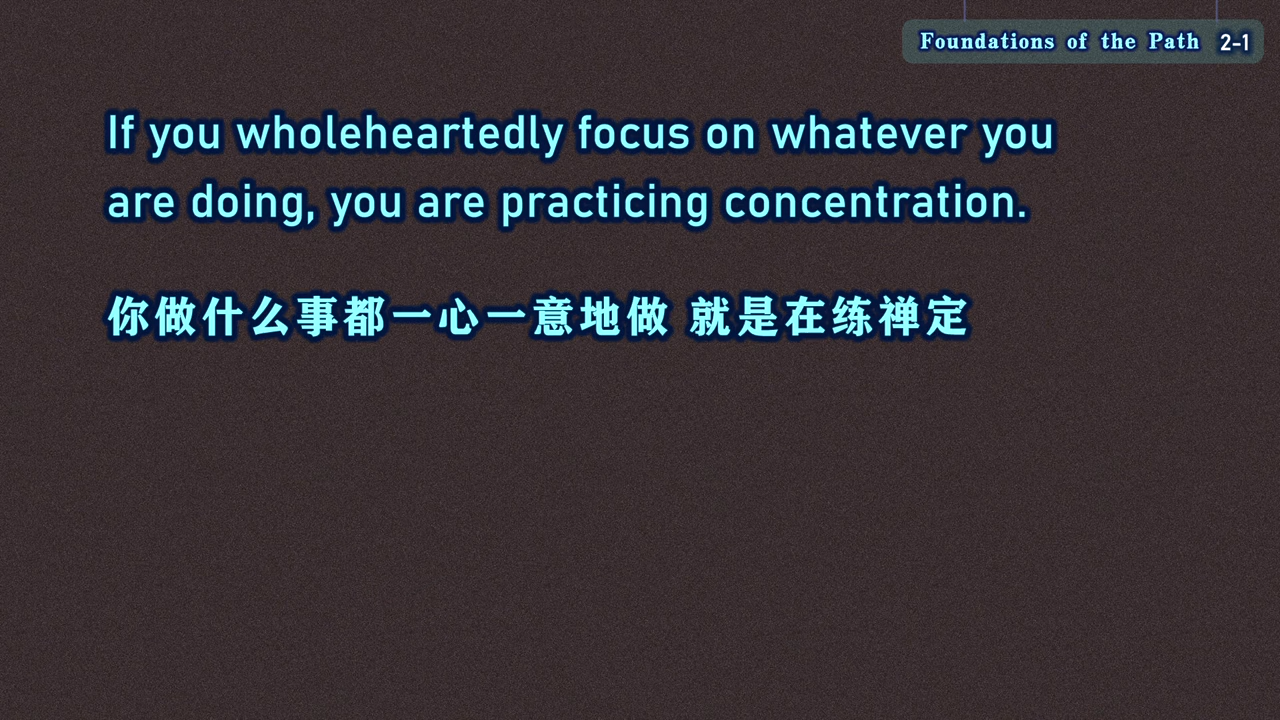 Foundations of the Path 2-1
If you wholeheartedly focus on whatever you
are doing, you are practicing concentration.
你做什么事都一心一意地做 就是在练禅定